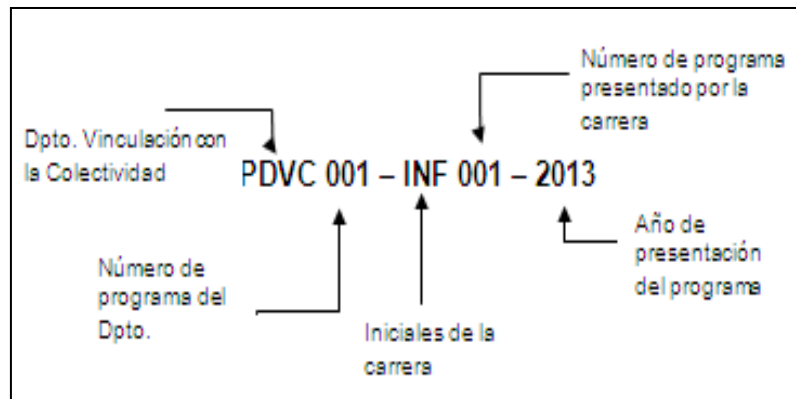 Número de programa
presentado por la
carrera
Dpto. Vinculación con
la Colectividad
PDVC 001 – INF 001 – 2013
Año de
presentación
del programa
Número de
programa del
Dpto.
Iniciales de la
carrera